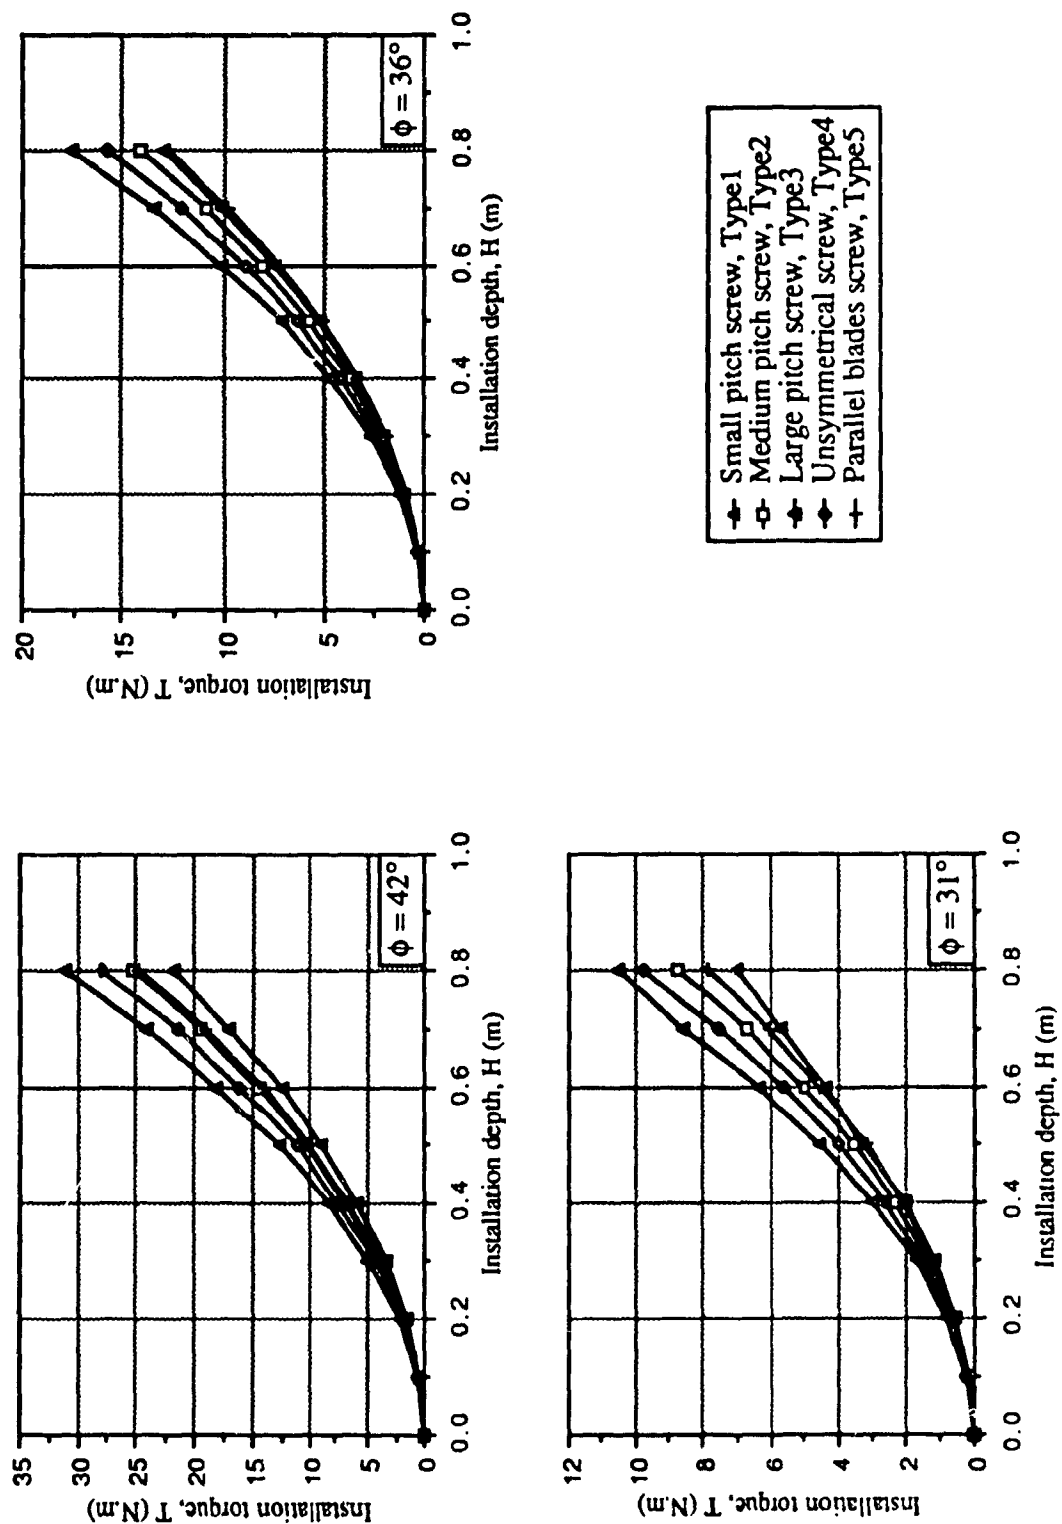 35
30
25
20
15
10
5
0
Installation torque, T (N.m)
0.0
0.2
0.4
0.6
0.8
1.0
Installation depth, H (m)
ϕ = 42°
20
15
10
5
0
Installation torque, T (N.m)
0.0
0.2
0.4
0.6
0.8
1.0
Installation depth, H (m)
ϕ = 36°
12
10
8
6
4
2
0
Installation torque, T (N.m)
0.0
0.2
0.4
0.6
0.8
1.0
Installation depth, H (m)
ϕ = 31°
Small pitch screw, Type1
Medium pitch screw, Type2
Large pitch screw, Type3
Unsymmetrical screw, Type4
Parallel blades screw, Type5